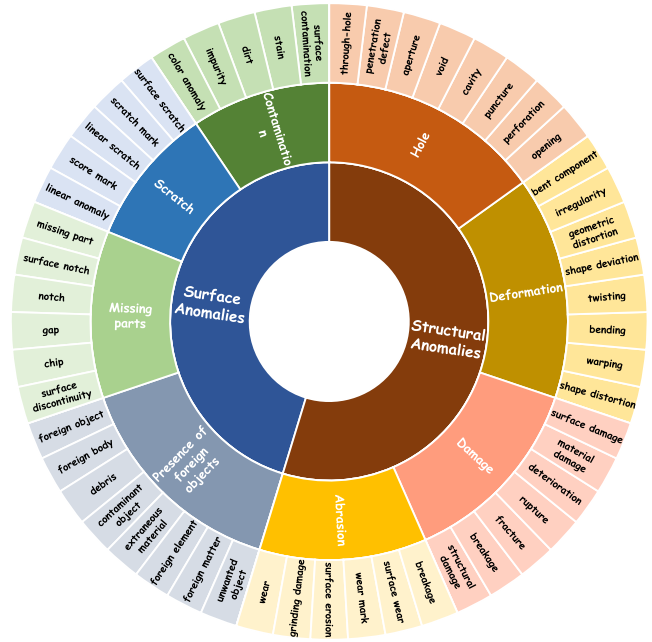 Surface
Anomalies
Structural
Anomalies
Hole
Deformation
Damage
Abrasion
Presence of
foreign
objects
Missing
parts
Scratch
Contaminatio
n
through-hole
penetration
defect
aperture
void
cavity
puncture
perforation
opening
bent component
irregularity
geometric
distortion
shape deviation
twisting
bending
warping
shape distortion
surface damage
material
damage
deterioration
rupture
fracture
breakage
structural
damage
breakage
surface wear
wear mark
surface erosion
grinding damage
wear
unwanted
object
foreign matter
foreign element
extraneous
material
contaminant
object
debris
foreign body
foreign object
surface
discontinuity
chip
gap
notch
surface notch
missing part
linear anomaly
score mark
linear scratch
scratch mark
surface scratch
color anomaly
impurity
dirt
stain
surface
contamination